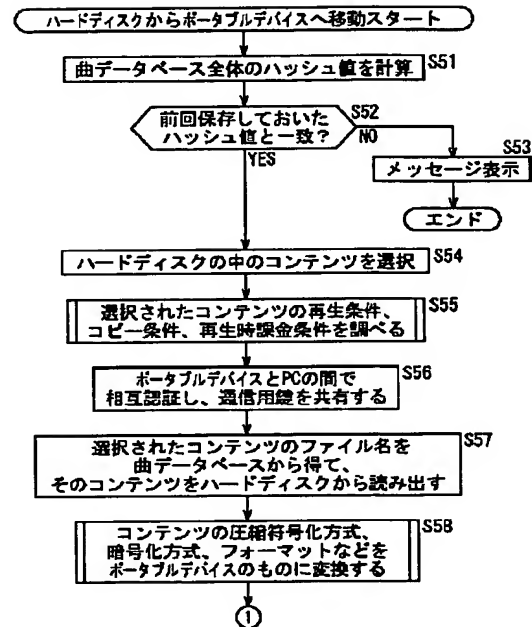 ハードディスクからポータブルデバイスへ移動スタート
曲データベース全体のハッシュ値を計算
S51
前回保存しておいた
ハッシュ値と一致?
S52
NO
YES
S53
メッセージ表示
エンド
ハードディスクの中のコンテンツを選択
S54
選択されたコンテンツの再生条件、
コピー条件、再生時課金条件を調べる
S55
ポータブルデバイスとPCの間で
相互認証し、通信用鍵を共有する
S56
選択されたコンテンツのファイル名を
曲データベースから得て、
そのコンテンツをハードディスクから読み出す
S57
コンテンツの圧縮符号化方式、
暗号化方式、フォーマットなどを
ポータブルデバイスのものに変換する
S58
1